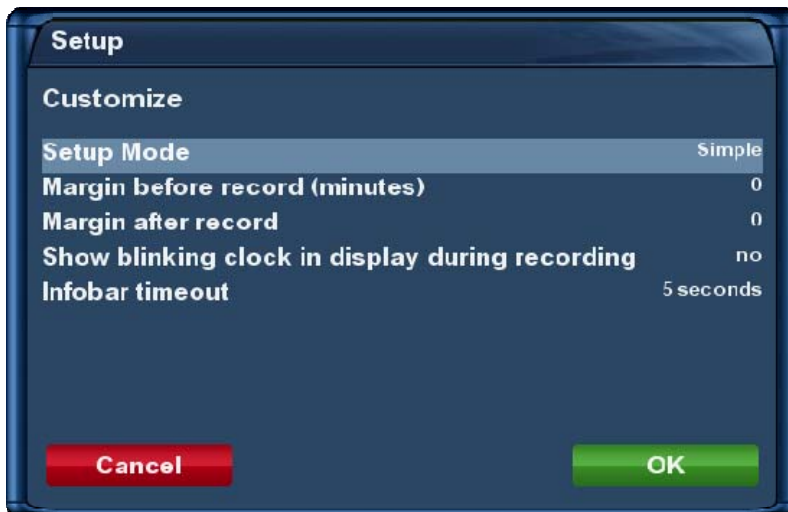 Setup
Customize
Setup Mode Simple
Margin before record (minutes) 0
Margin after record 0
Show blinking clock in display during recording no
Infobar timeout 5 seconds
Cancel OK